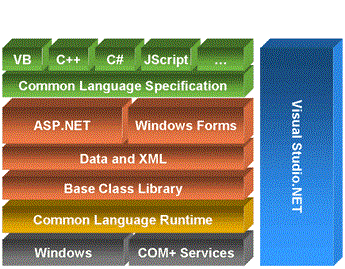 VB C++ C# JScript ...
Common Language Specification
ASP.NET Windows Forms
Data and XML
Base Class Library
Common Language Runtime
Windows COM+ Services
Visual Studio.NET